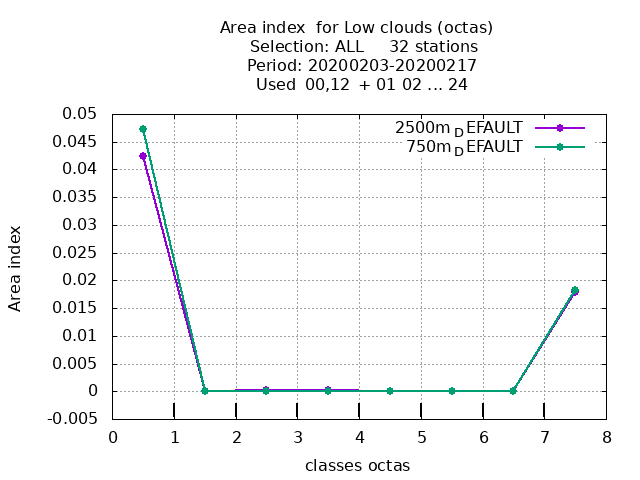 Area index  for Low clouds (octas)
Selection: ALL     32 stations
Period: 20200203-20200217
Used  00,12  + 01 02 ... 24
0.05
0.045
0.04
0.035
0.03
0.025
0.02
0.015
0.01
0.005
0
-0.005
Area index
2500m DEFAULT
750m DEFAULT
0 1 2 3 4 5 6 7 8
classes octas